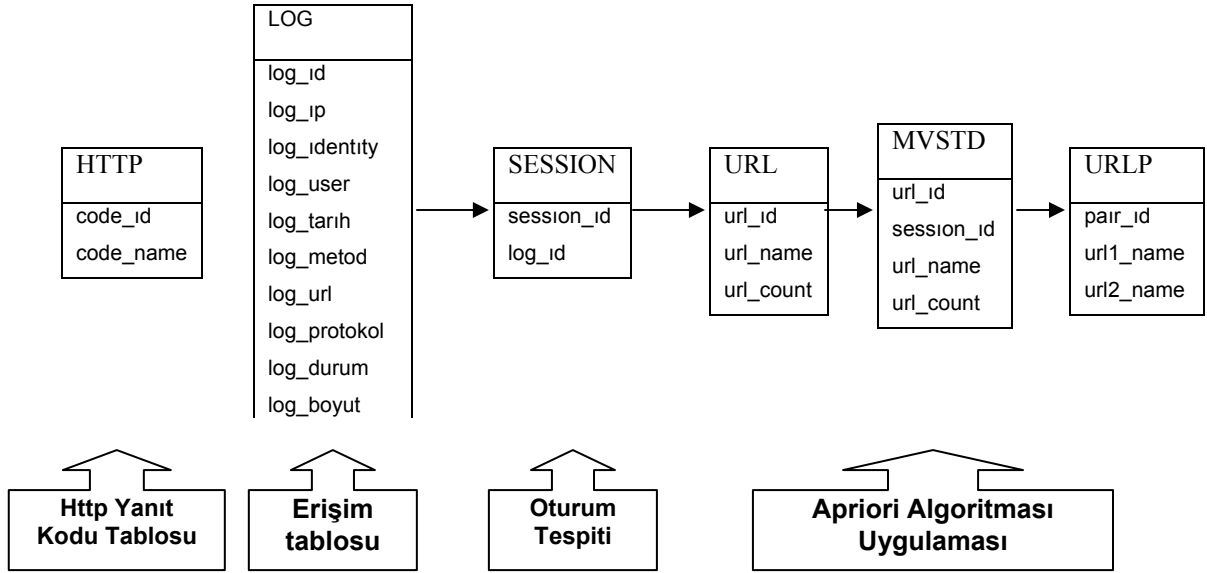 HTTP
code_ıd
code_name
LOG
log_ıd
log_ıp
log_ıdentıty
log_user
log_tarıh
log_metod
log_url
log_protokol
log_durum
log_boyut
SESSION
sessıon_ıd
log_ıd
URL
url_ıd
url_name
url_count
MVSTD
url_ıd
sessıon_ıd
url_name
url_count
URLP
paır_ıd
url1_name
url2_name
Http Yanıt
Kodu Tablosu
Erişim
tablosu
Oturum
Tespiti
Apriori Algoritması
Uygulaması